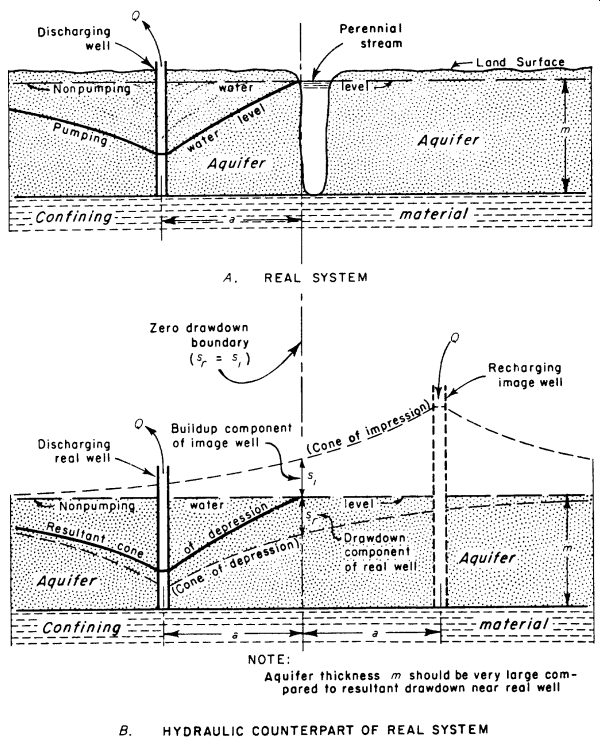 Q
Discharging
well
Perennial
stream
Land Surface
Nonpumping water level
Pumping water level
Aquifer
Aquifer
m
Confining material
a
A. REAL SYSTEM
Zero drawdown
boundary
(sr = si)
Q
Recharging
image well
Q
Buildup component
of image well
(Cone of impression)
Discharging
real well
si
Nonpumping water level
Resultant cone of depression
sr
Drawdown
component
of real well
(Cone of depression)
Aquifer
Aquifer
m
Confining material
a
a
NOTE:
Aquifer thickness m should be very large com-
pared to resultant drawdown near real well
B. HYDRAULIC COUNTERPART OF REAL SYSTEM